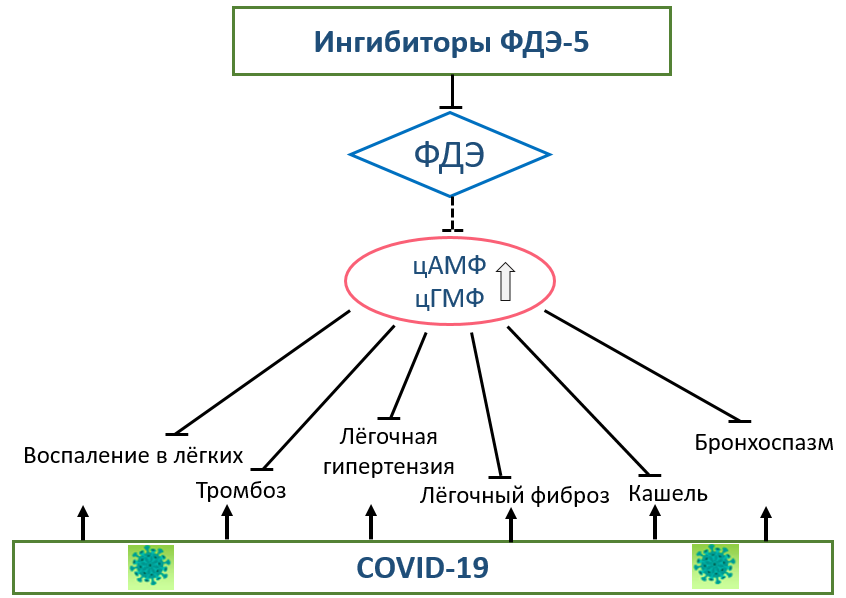 Ингибиторы ФДЭ-5
ФДЭ
цАМФ
цГМФ
Воспаление в лёгких
Тромбоз
Лёгочная
гипертензия
Лёгочный фиброз
Кашель
Бронхоспазм
COVID-19